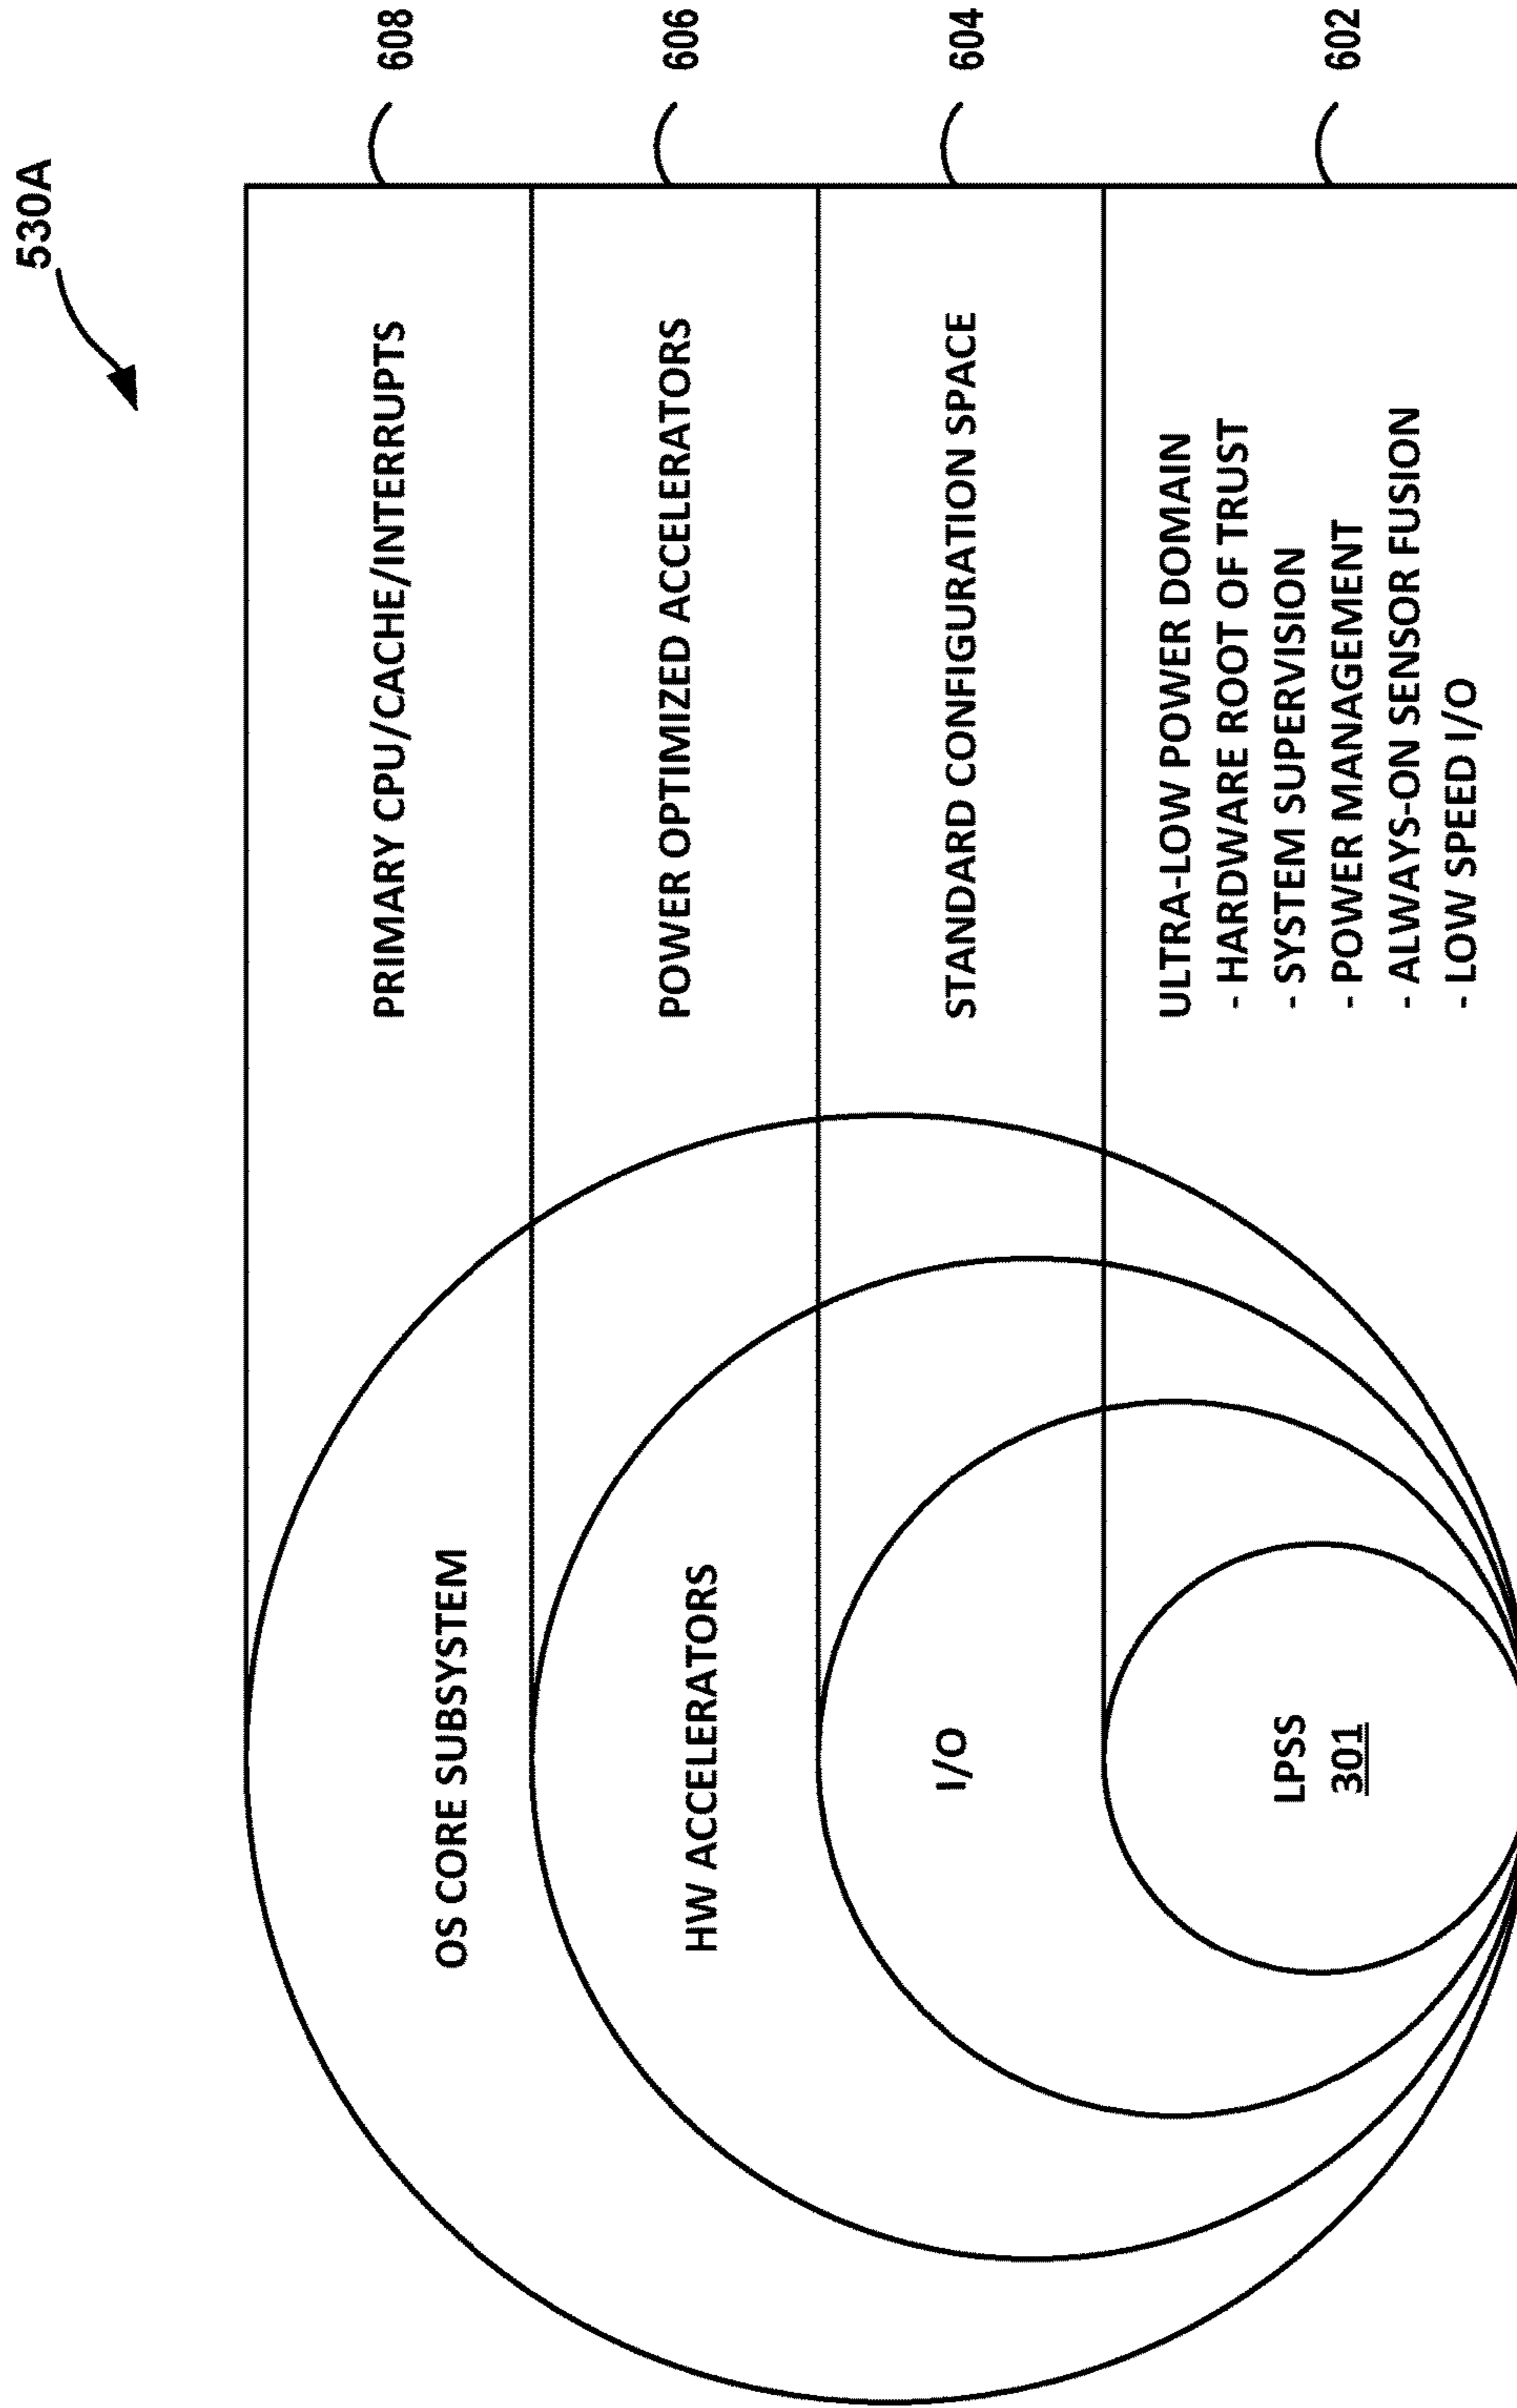 530A
OS CORE SUBSYSTEM
PRIMARY CPU/CACHE/INTERRUPTS
608
HW ACCELERATORS
POWER OPTIMIZED ACCELERATORS
606
I/O
STANDARD CONFIGURATION SPACE
604
LPSS
301
ULTRA-LOW POWER DOMAIN
- HARDWARE ROOT OF TRUST
- SYSTEM SUPERVISION
- POWER MANAGEMENT
- ALWAYS-ON SENSOR FUSION
- LOW SPEED I/O
602